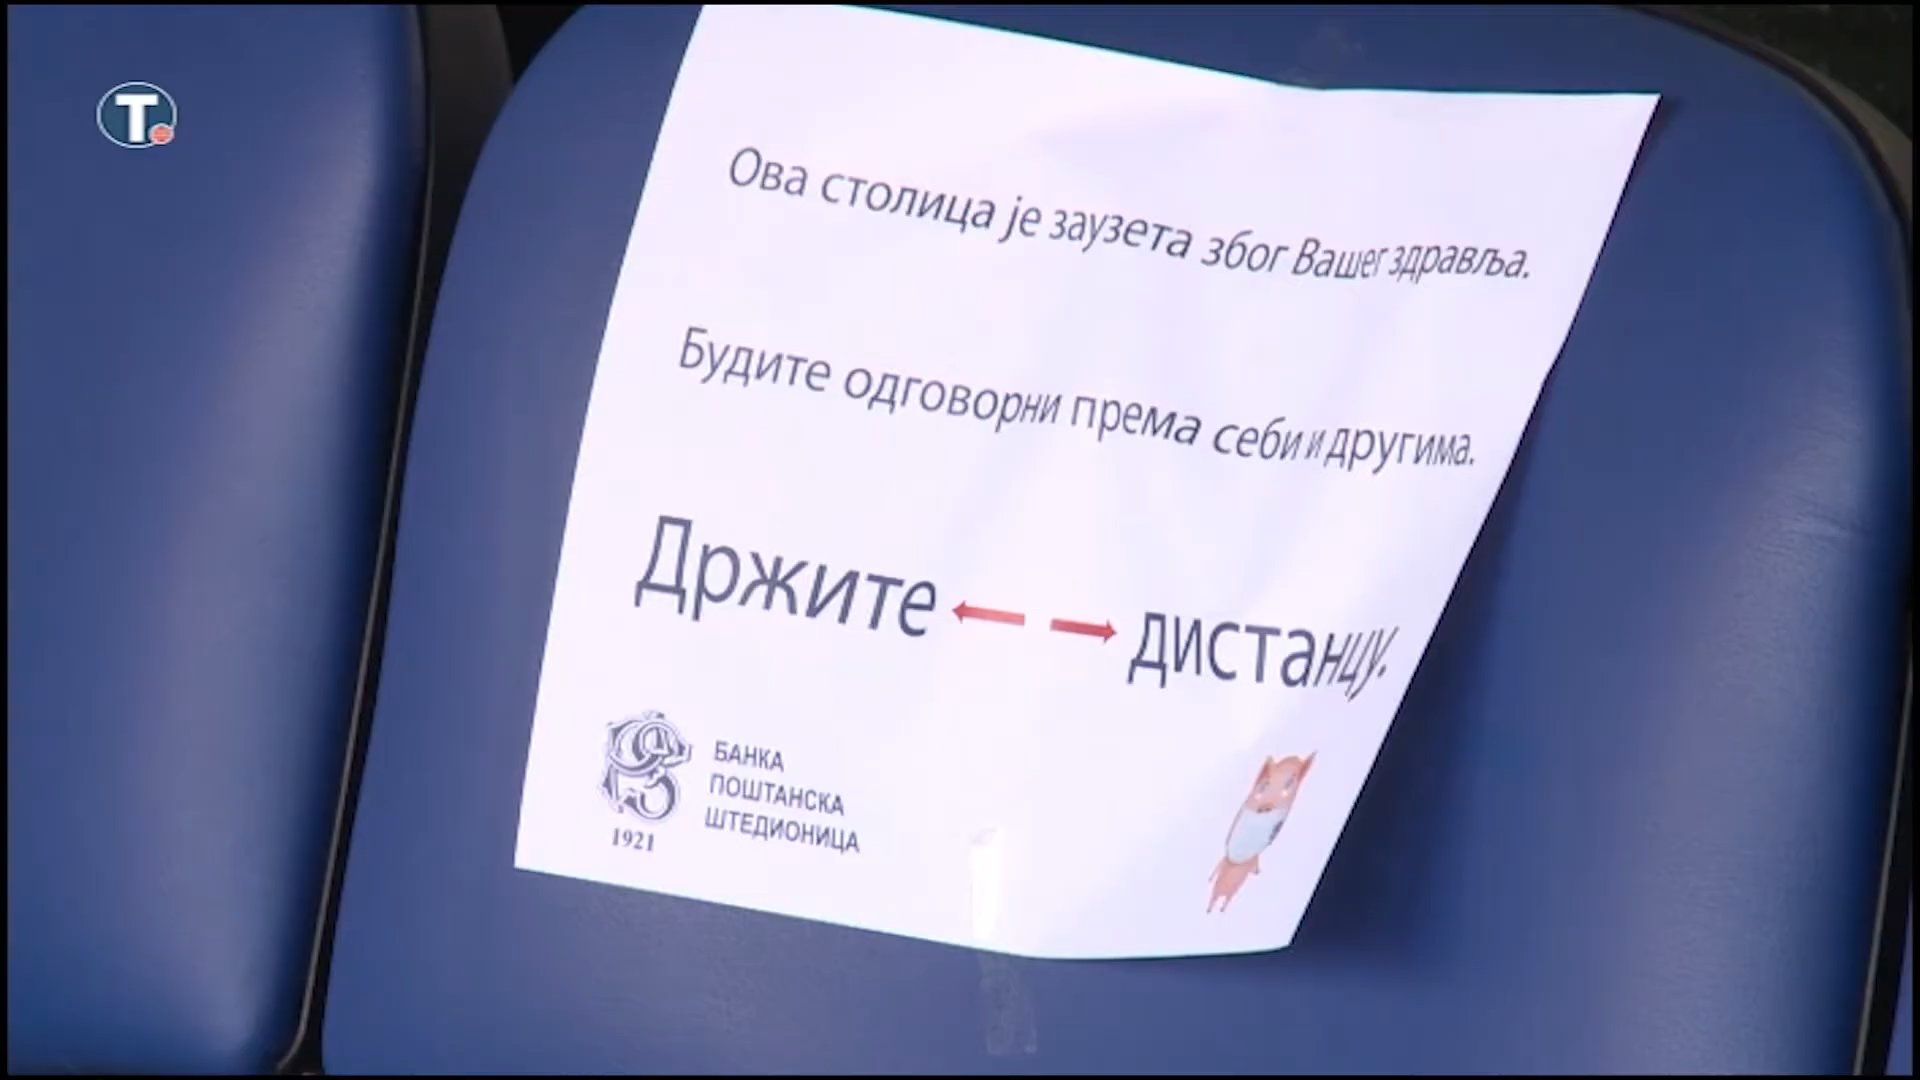 T
Ова столица је заузета због Вашег здравља.
Будите одговорни према себи и другима.
Држите ← → дистанцу.
БАНКА
ПОШТАНСКА
ШТЕДИОНИЦА
1921